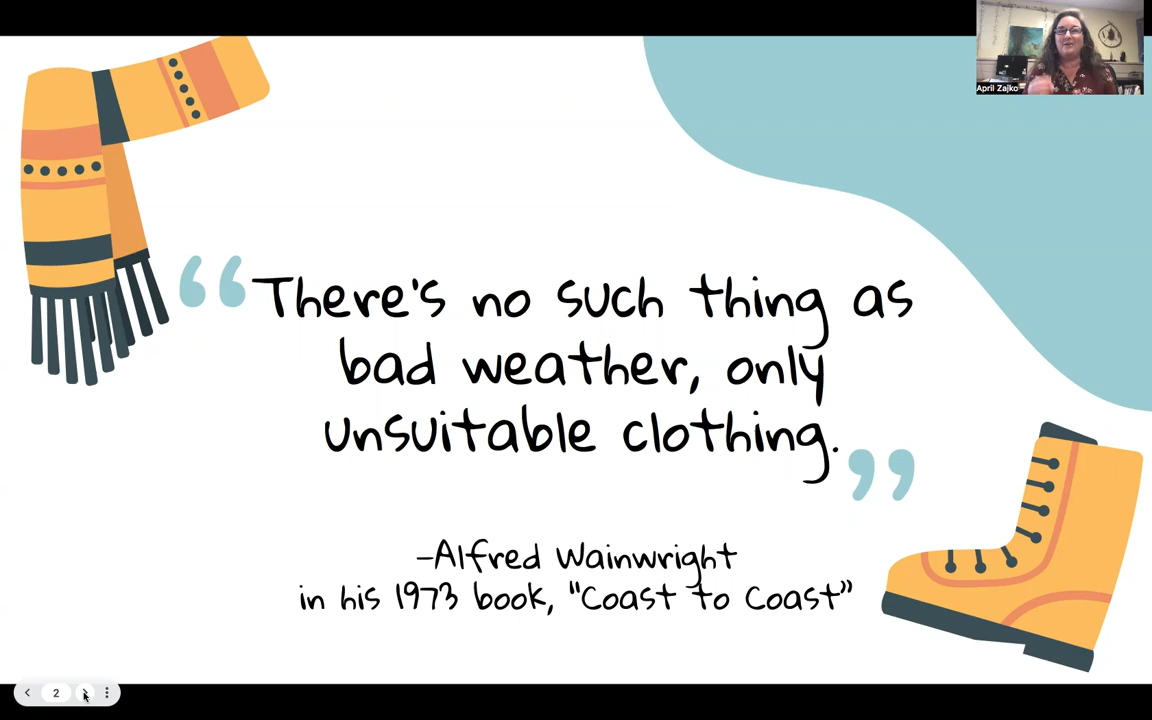 April Zajko
“There's no such thing as
bad weather, only
unsuitable clothing.”
-Alfred Wainwright
in his 1973 book, "Coast to Coast"
2